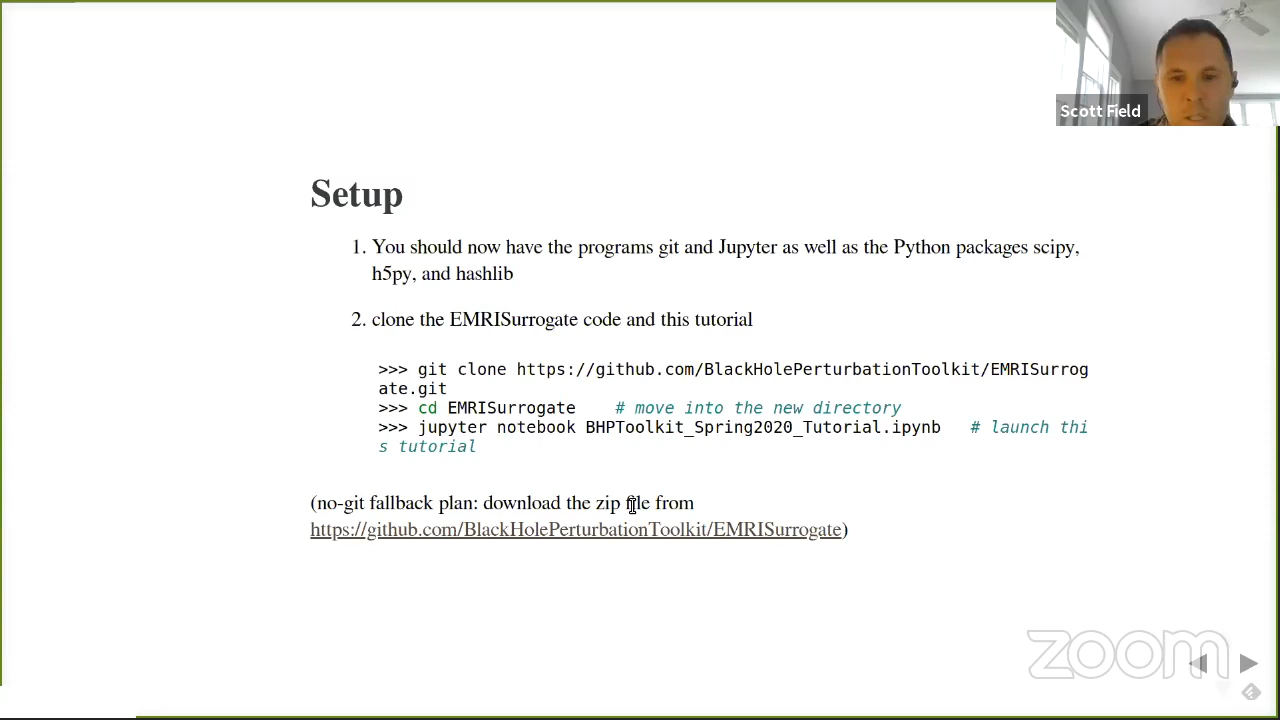 Scott Field
Setup
1. You should now have the programs git and Jupyter as well as the Python packages scipy,
h5py, and hashlib
2. clone the EMRISurrogate code and this tutorial
>>> git clone https://github.com/BlackHolePerturbationToolkit/EMRISurrog
ate.git
>>> cd EMRISurrogate    # move into the new directory
>>> jupyter notebook BHPToolkit_Spring2020_Tutorial.ipynb   # launch thi
s tutorial
(no-git fallback plan: download the zip file from
https://github.com/BlackHolePerturbationToolkit/EMRISurrogate)
zoom